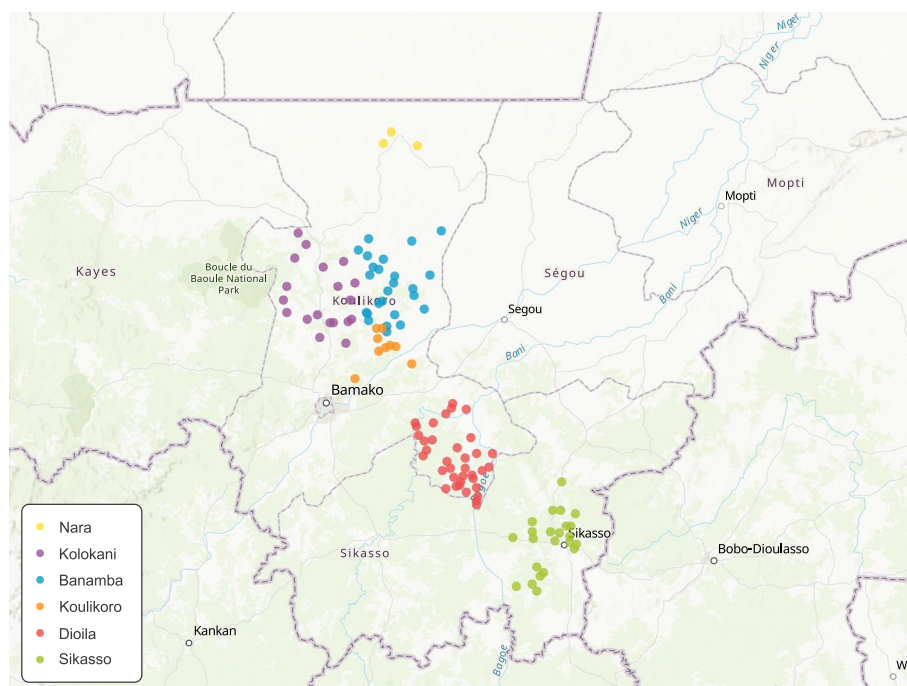 Niger
Niger
Mopti
Mopti
Niger
Kayes
Boucle du
Baoule National
Park
Ségou
Koulikoro
Bani
Segou
Bani
Bamako
Bagoe
Nara
Kolokani
Banamba
Koulikoro
Dioila
Sikasso
Sikasso
Sikasso
Bobo-Dioulasso
Kankan
Bagoe
W